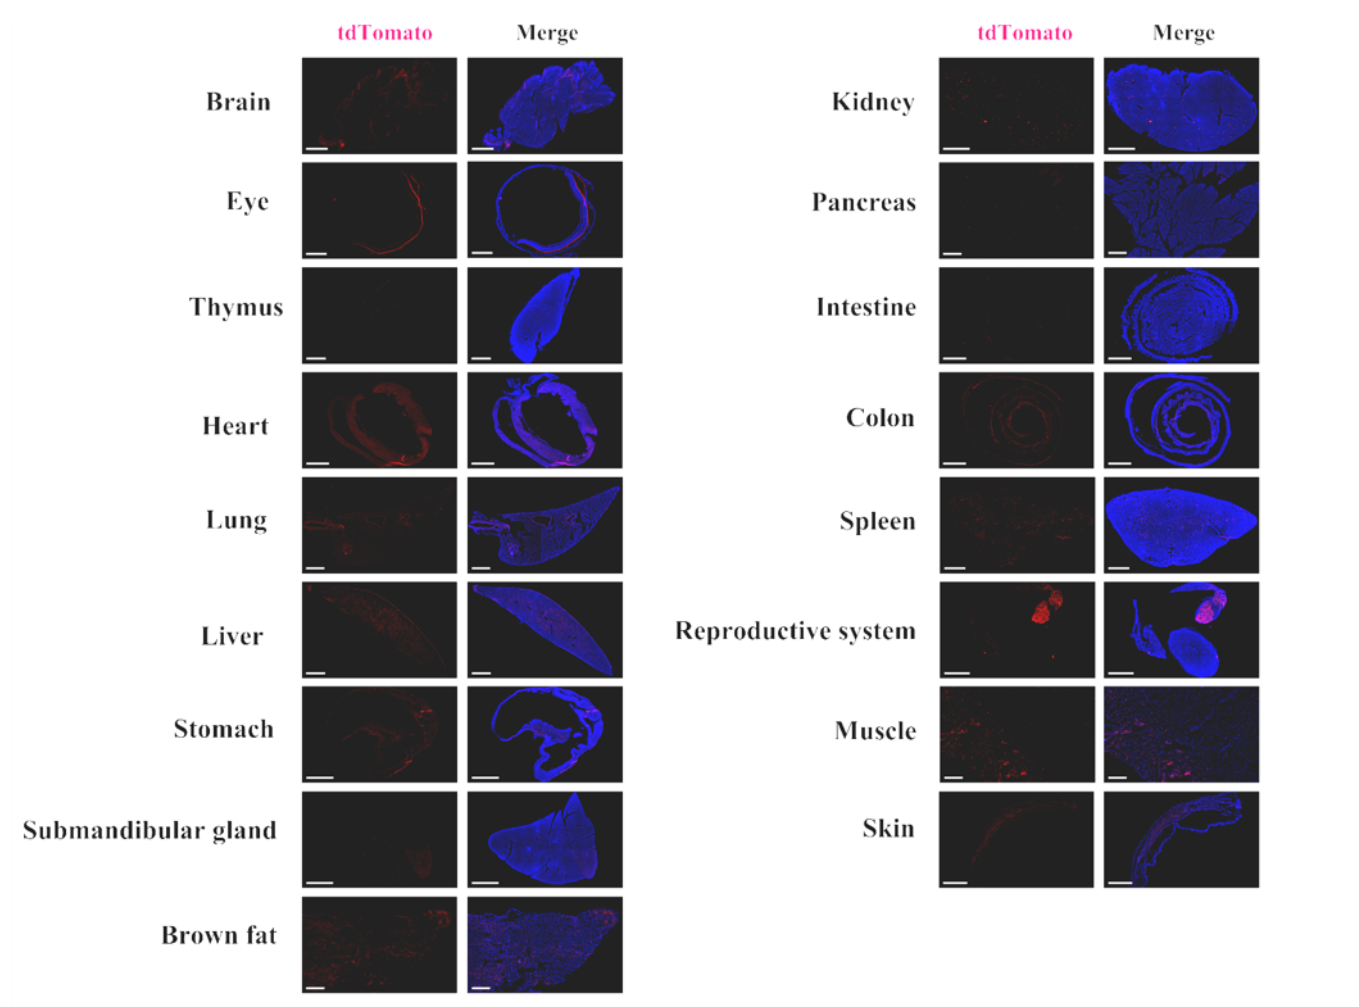 tdTomato Merge
Brain
Eye
Thymus
Heart
Lung
Liver
Stomach
Submandibular gland
Brown fat
tdTomato Merge
Kidney
Pancreas
Intestine
Colon
Spleen
Reproductive system
Muscle
Skin